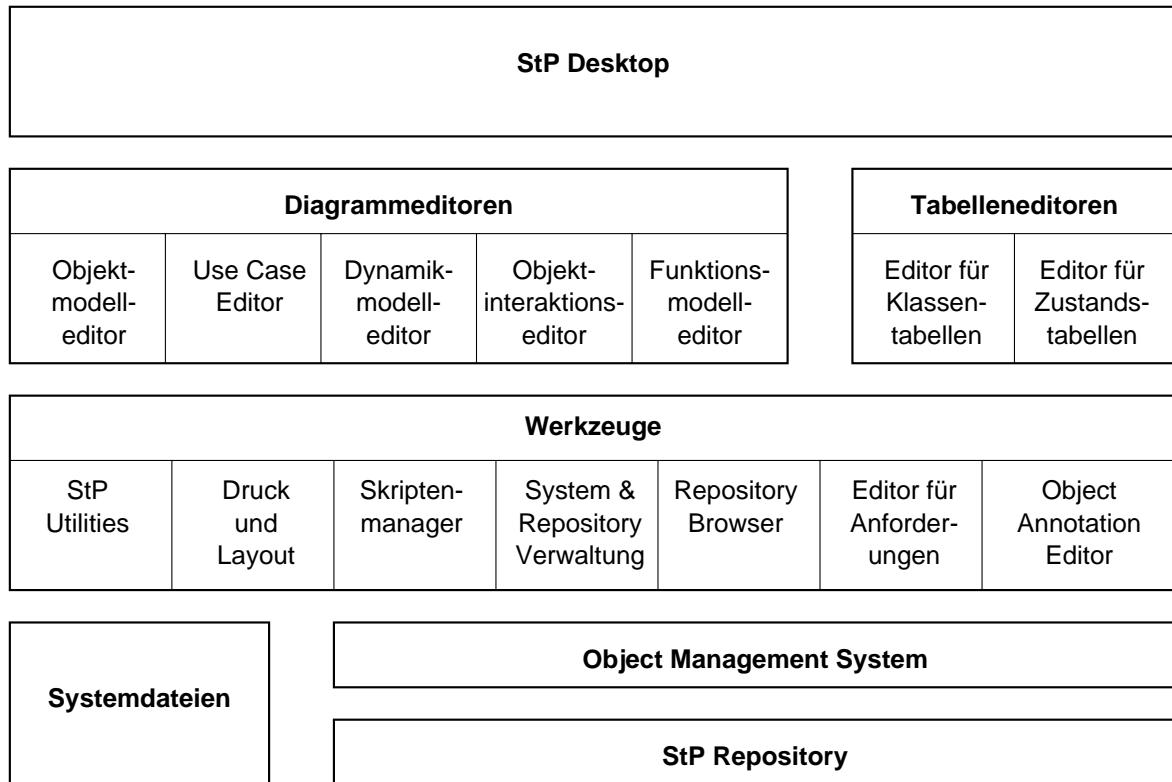 StP Desktop
Diagrammeditoren
Objekt-
modell-
editor
Use Case
Editor
Dynamik-
modell-
editor
Objekt-
interaktions-
editor
Funktions-
modell-
editor
Tabelleneditoren
Editor für
Klassen-
tabellen
Editor für
Zustands-
tabellen
Werkzeuge
StP
Utilities
Druck
und
Layout
Skripten-
manager
System &
Repository
Verwaltung
Repository
Browser
Editor für
Anforder-
ungen
Object
Annotation
Editor
Systemdateien
Object Management System
StP Repository